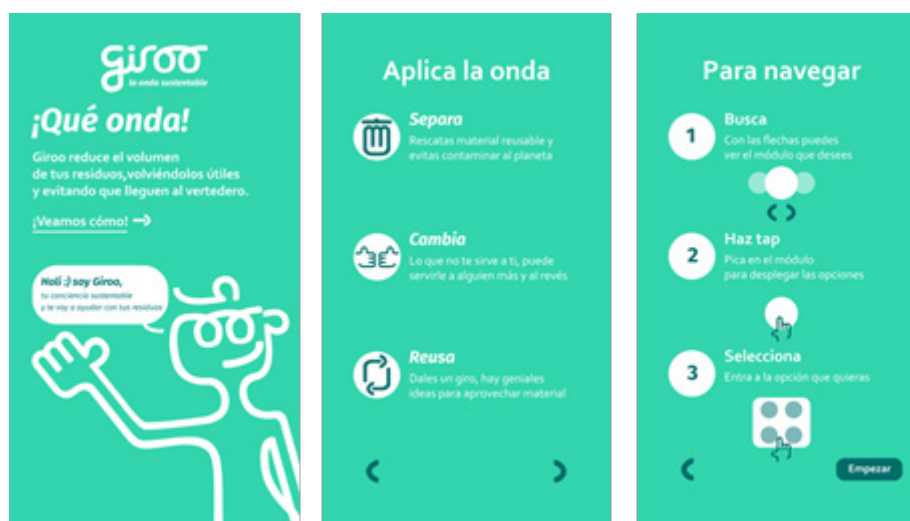 giroo
la onda sustentable
¡Qué onda!
Giroo reduce el volumen
de tus residuos,volviéndolos útiles
y evitando que lleguen al vertedero.
¡Veamos cómo!
Holi :) soy Giroo,
tu conciencia sustentable
y te voy a ayudar con tus residuos
Aplica la onda
Separa
Rescatas material reusable y
evitas contaminar al planeta
Cambia
Lo que no te sirve a ti, puede
servirle a alguien más y al revés
Reusa
Dales un giro, hay geniales
ideas para aprovechar material
Para navegar
1
Busca
Con las flechas puedes
ver el módulo que desees
2
Haz tap
Pica en el módulo
para desplegar las opciones
3
Selecciona
Entra a la opción que quieras
Empezar